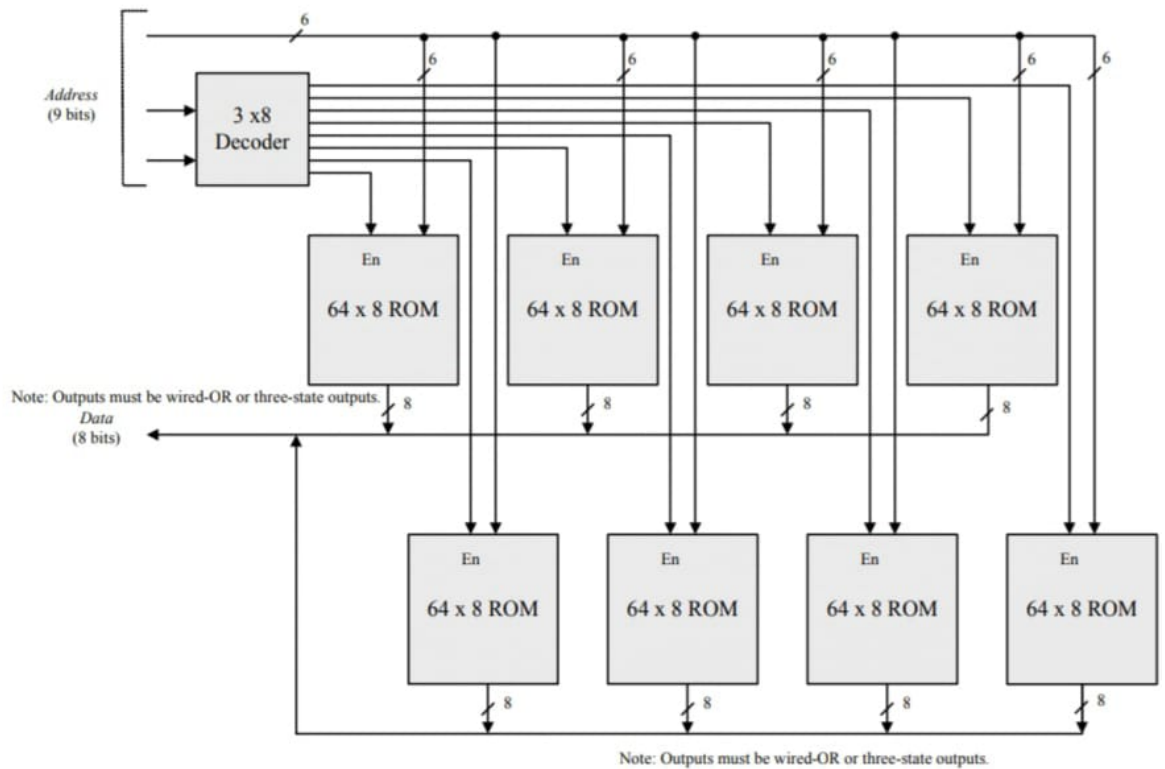 6
6
6
6
6
6
Address
(9 bits)
3 x8
Decoder
En
En
En
En
64 x 8 ROM
64 x 8 ROM
64 x 8 ROM
64 x 8 ROM
Note: Outputs must be wired-OR or three-state outputs.
8
8
8
8
Data
(8 bits)
En
En
En
En
64 x 8 ROM
64 x 8 ROM
64 x 8 ROM
64 x 8 ROM
8
8
8
8
Note: Outputs must be wired-OR or three-state outputs.